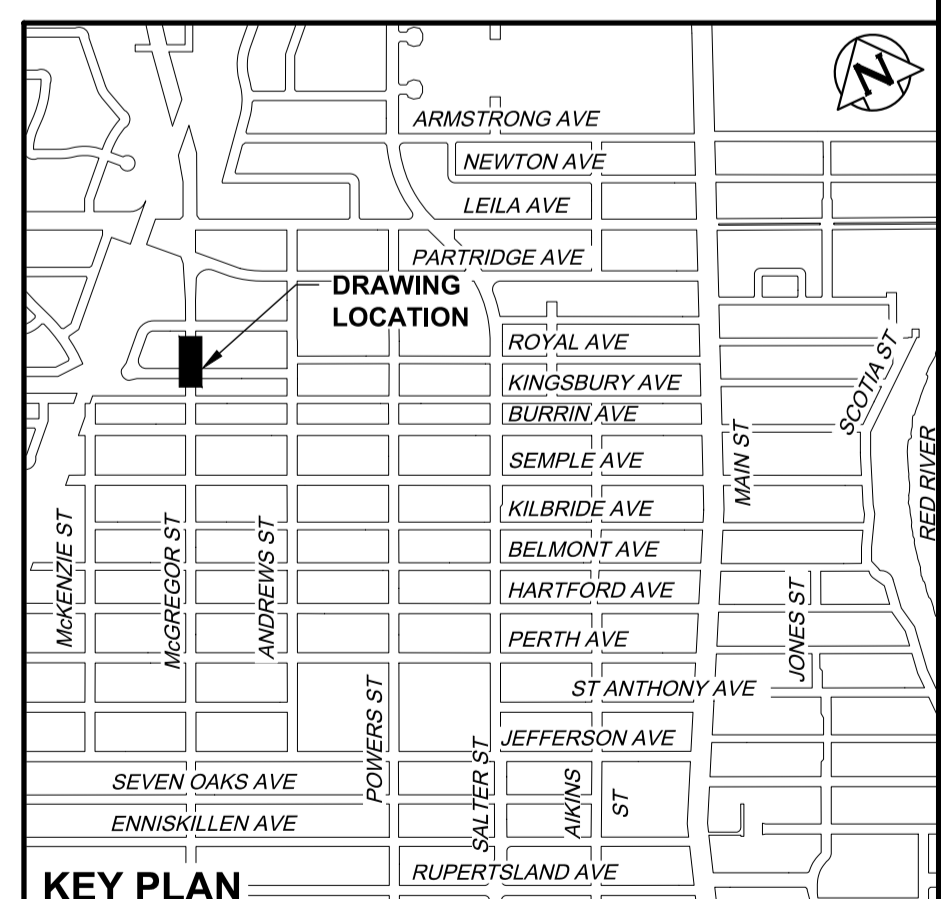 N
ARMSTRONG AVE
NEWTON AVE
LEILA AVE
PARTRIDGE AVE
DRAWING
LOCATION
ROYAL AVE
KINGSBURY AVE
BURRIN AVE
SCOTIA ST
SEMPLE AVE
MAIN ST
RED RIVER
KILBRIDE AVE
McKENZIE ST
McGREGOR ST
ANDREWS ST
BELMONT AVE
HARTFORD AVE
JONES ST
PERTH AVE
ST ANTHONY AVE
POWERS ST
JEFFERSON AVE
SEVEN OAKS AVE
SALTER ST
AIKINS
ST
ENNISKILLEN AVE
RUPERTSLAND AVE
KEY PLAN